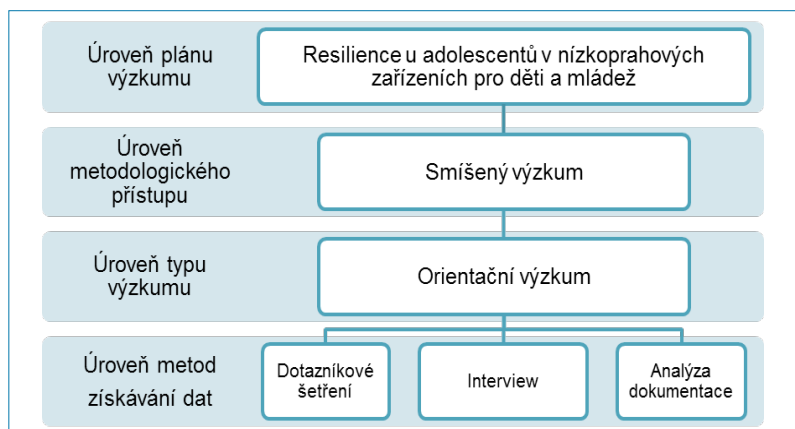 Úroveň plánu
výzkumu
Resilience u adolescentů v nízkoprahových
zařízeních pro děti a mládež
Úroveň
metodologického
přístupu
Smíšený výzkum
Úroveň typu
výzkumu
Orientační výzkum
Úroveň metod
získávání dat
Dotazníkové
šetření
Interview
Analýza
dokumentace